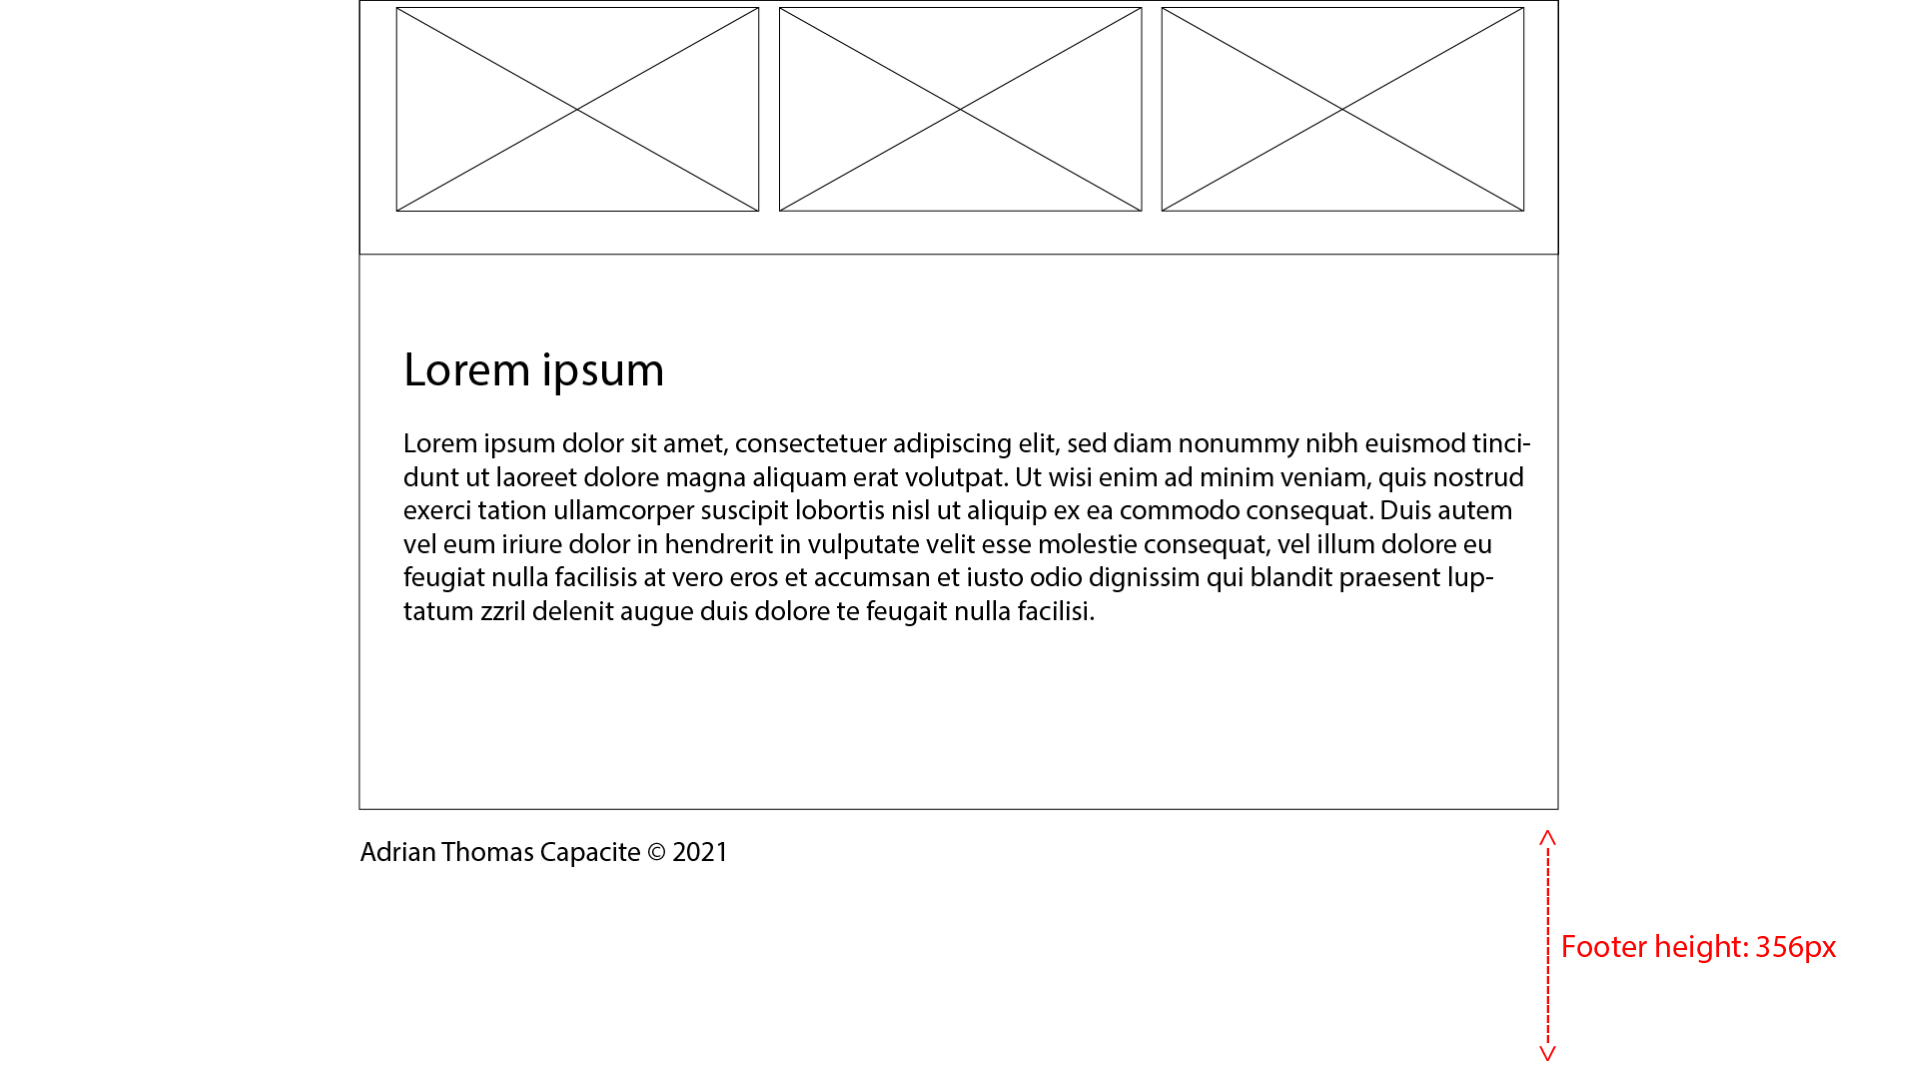 Lorem ipsum
Lorem ipsum dolor sit amet, consectetuer adipiscing elit, sed diam nonummy nibh euismod tinci-
dunt ut laoreet dolore magna aliquam erat volutpat. Ut wisi enim ad minim veniam, quis nostrud
exerci tation ullamcorper suscipit lobortis nisl ut aliquip ex ea commodo consequat. Duis autem
vel eum iriure dolor in hendrerit in vulputate velit esse molestie consequat, vel illum dolore eu
feugiat nulla facilisis at vero eros et accumsan et iusto odio dignissim qui blandit praesent lup-
tatum zzril delenit augue duis dolore te feugait nulla facilisi.
Adrian Thomas Capacite © 2021
Footer height: 356px